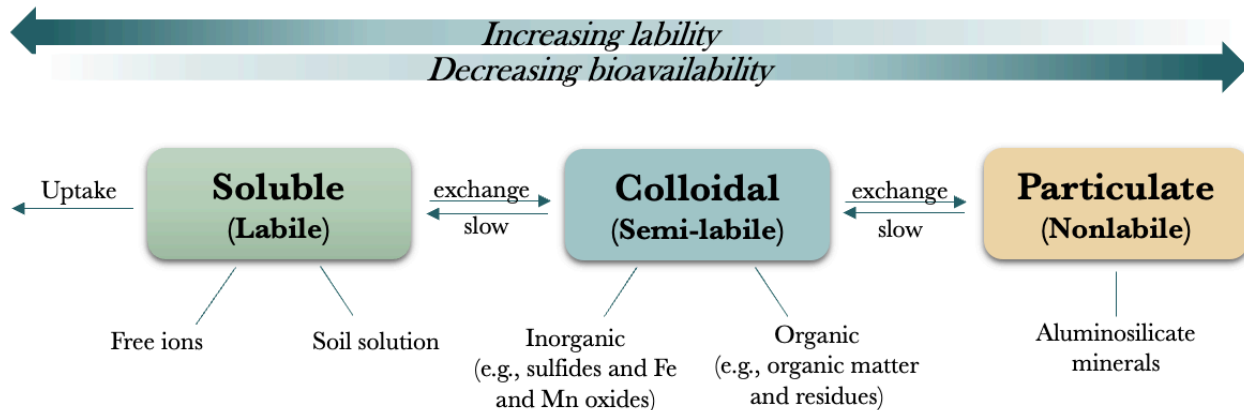 Increasing lability
Decreasing bioavailability
Uptake
Soluble
(Labile)
exchange
slow
Colloidal
(Semi-labile)
exchange
slow
Particulate
(Nonlabile)
Free ions
Soil solution
Inorganic
(e.g., sulfides and Fe
and Mn oxides)
Organic
(e.g., organic matter
and residues)
Aluminosilicate
minerals